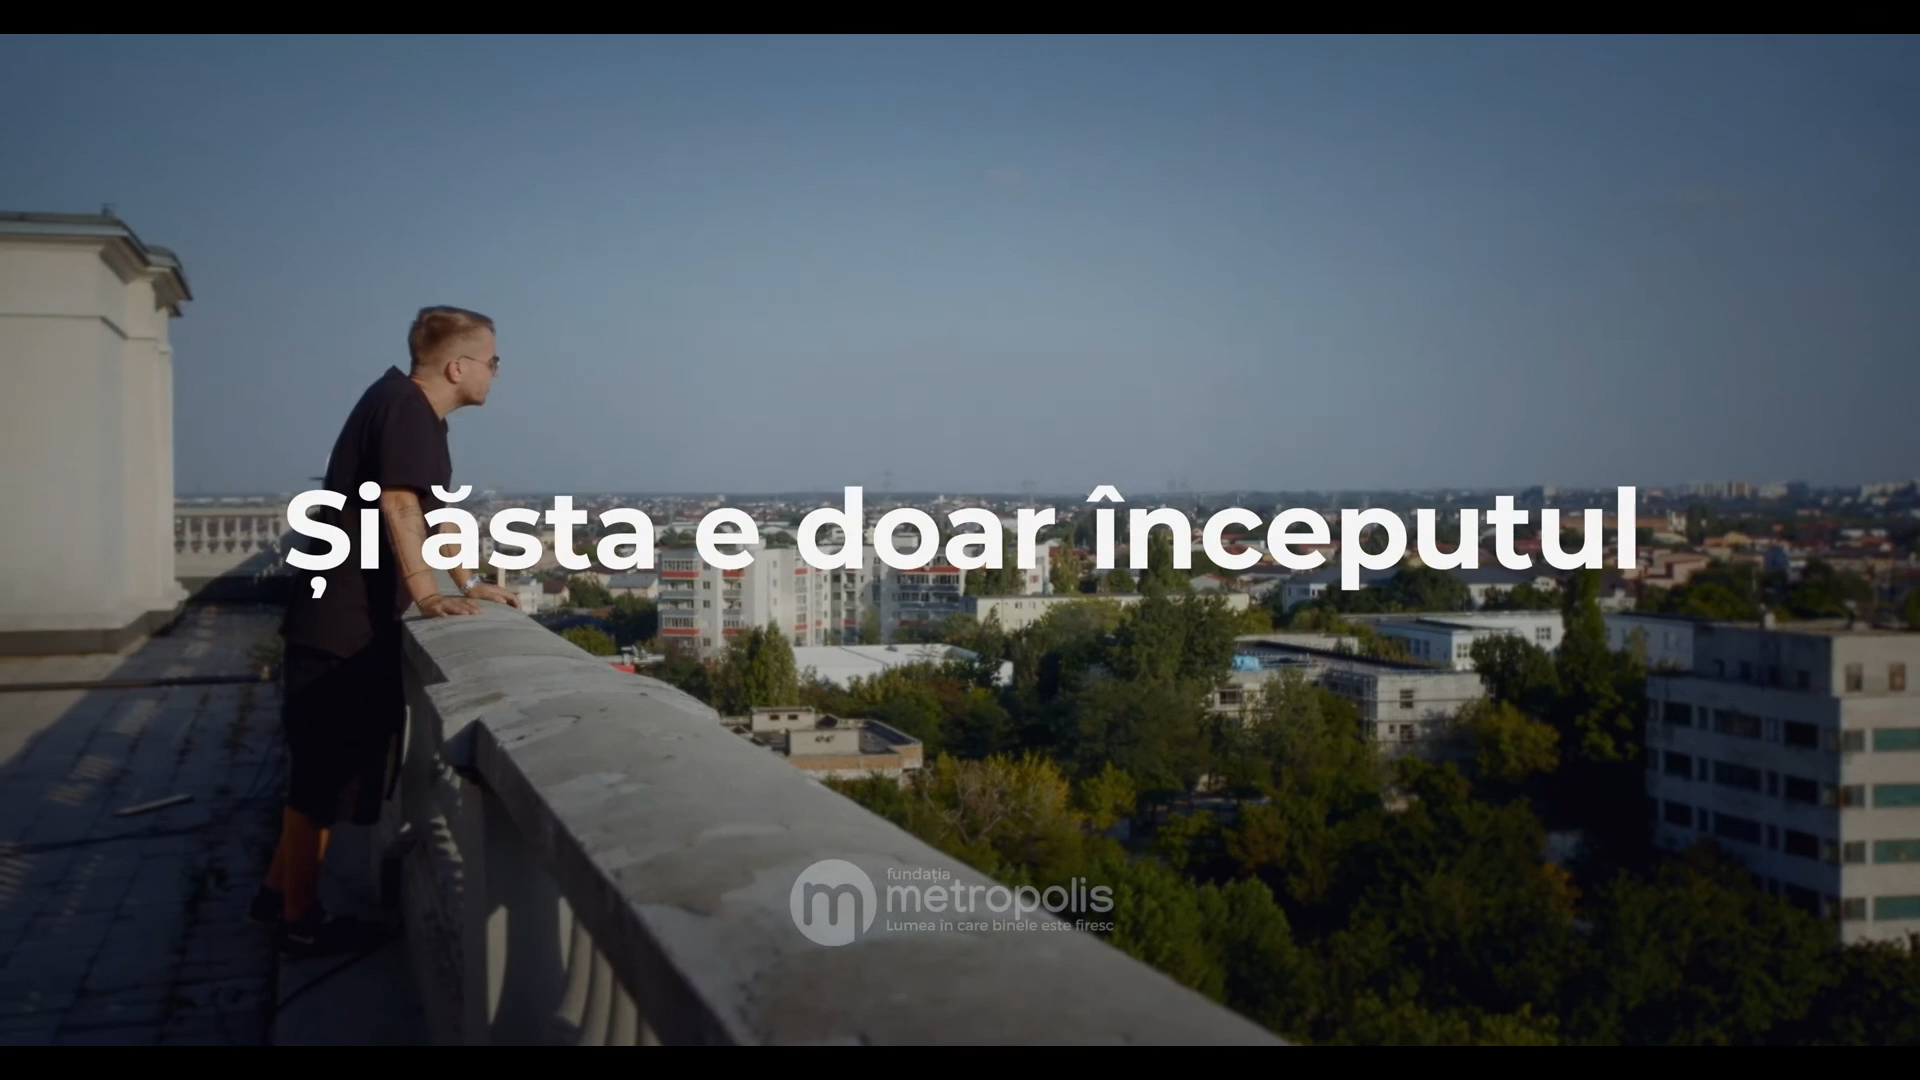 Și ăsta e doar începutul
fundația
metropolis
Lumea în care binele este firesc